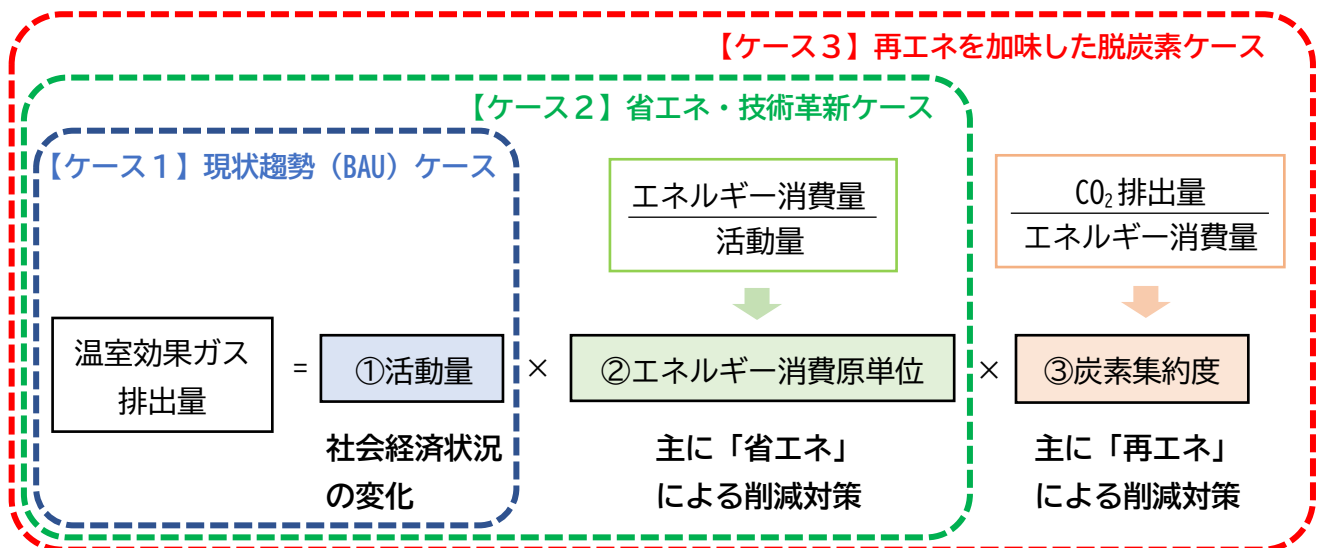 【ケース3】再エネを加味した脱炭素ケース
【ケース2】省エネ・技術革新ケース
【ケース1】現状趨勢（BAU）ケース
エネルギー消費量
活動量
CO₂排出量
エネルギー消費量
温室効果ガス
排出量
=
①活動量
×
②エネルギー消費原単位
×
③炭素集約度
社会経済状況
の変化
主に「省エネ」
による削減対策
主に「再エネ」
による削減対策